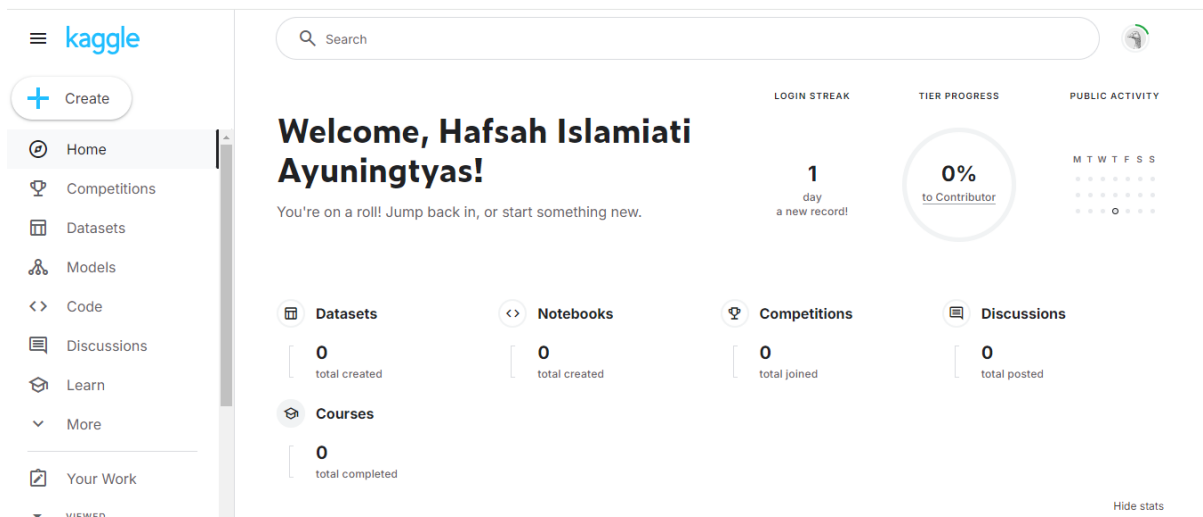 kaggle
Search
Create
Home
Competitions
Datasets
Models
Code
Discussions
Learn
More
Your Work
VIEWED
Welcome, Hafsah Islamiati
Ayuningtyas!
You're on a roll! Jump back in, or start something new.
LOGIN STREAK
1
day
a new record!
TIER PROGRESS
0%
to Contributor
PUBLIC ACTIVITY
M T W T F S S
Datasets
0
total created
Notebooks
0
total created
Competitions
0
total joined
Discussions
0
total posted
Courses
0
total completed
Hide stats